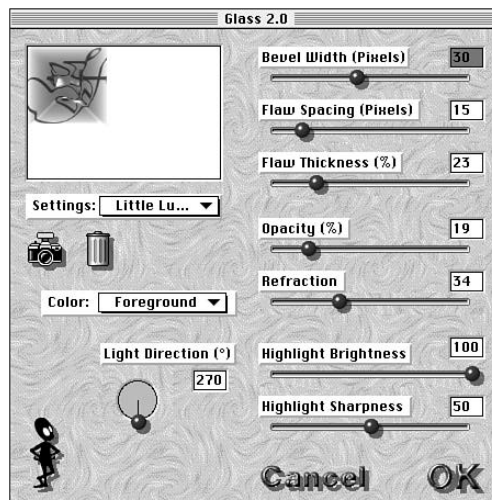 Glass 2.0
Bevel Width (Pixels)
30
Flaw Spacing (Pixels)
15
Flaw Thickness (%)
23
Settings: Little Lu...
Opacity (%)
19
Refraction
34
Color: Foreground
Light Direction (°)
270
Highlight Brightness
100
Highlight Sharpness
50
Cancel OK